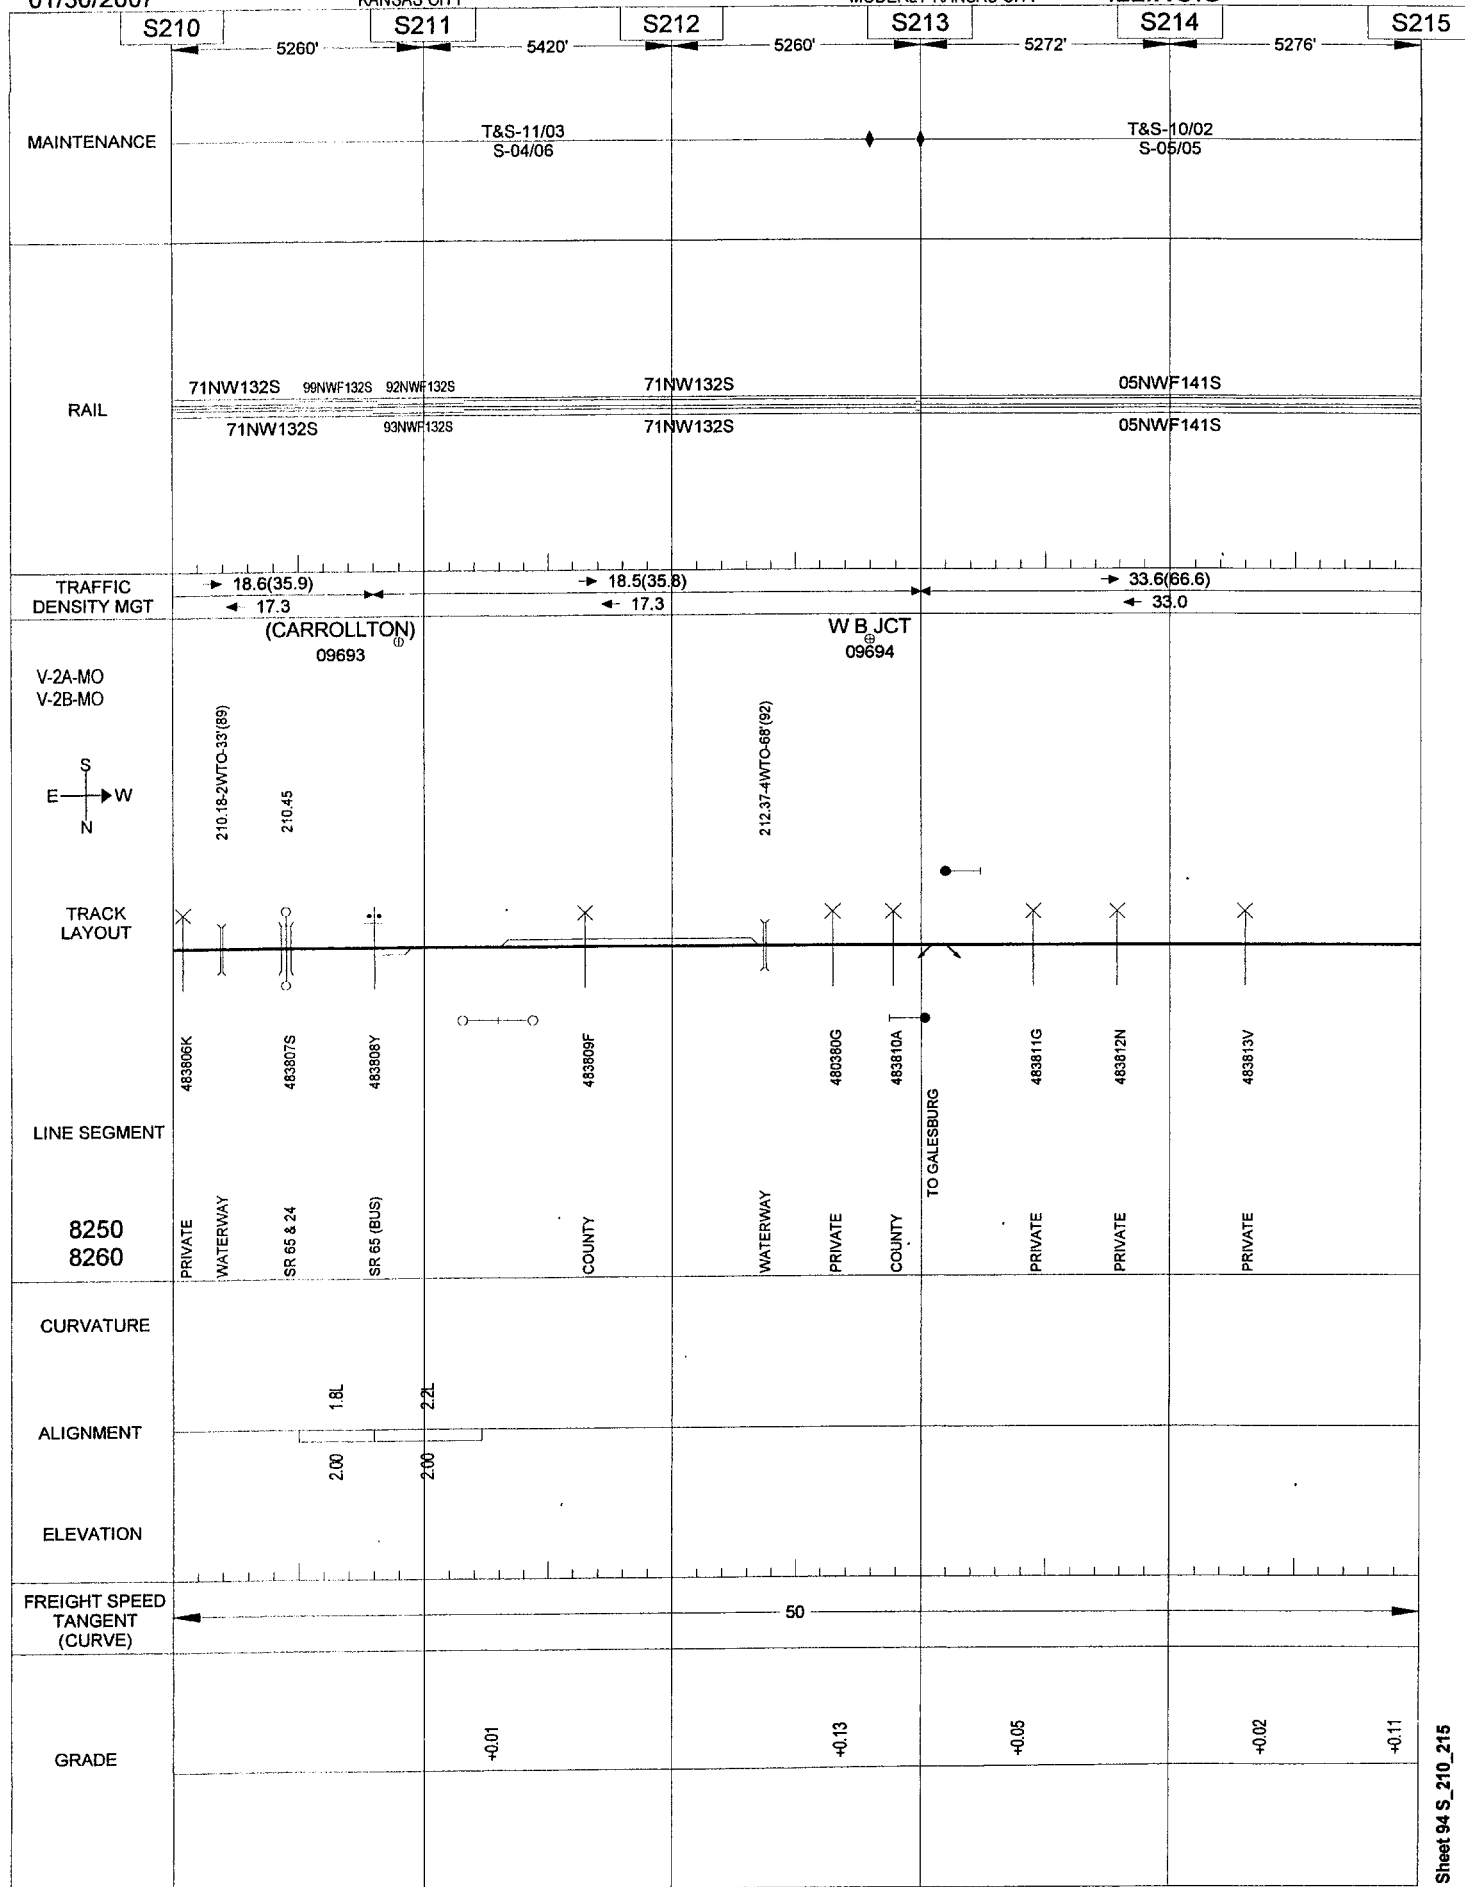 01/30/2007
KANSAS CITY
S210 S211 S212 S213 S214 S215
5260' 5420' 5260' 5272' 5276'
MAINTENANCE
T&S-11/03
S-04/06
T&S-10/02
S-05/05
RAIL
71NW132S 99NWF132S 92NWF132S 71NW132S 05NWF141S
71NW132S 93NWF132S 71NW132S 05NWF141S
TRAFFIC
DENSITY MGT
18.6(35.9) 18.5(35.8) 33.6(66.6)
17.3 17.3 33.0
(CARROLLTON)
09693
W B JCT
09694
V-2A-MO
V-2B-MO
S
E W
N
210.18-2WTO-33'(89)
210.45
212.37-4WTO-68'(92)
TRACK
LAYOUT
483806K
483807S
483808Y
483809F
480380G
483810A
483811G
483812N
483813V
TO GALESBURG
LINE SEGMENT
8250
8260
PRIVATE
WATERWAY
SR 65 & 24
SR 65 (BUS)
COUNTY
WATERWAY
PRIVATE
COUNTY
PRIVATE
PRIVATE
PRIVATE
CURVATURE
1.8L
2.2L
ALIGNMENT
2.00
2.00
ELEVATION
FREIGHT SPEED
TANGENT
(CURVE)
50
GRADE
+0.01
+0.13
+0.05
+0.02
+0.11
Sheet 94 S_210_215